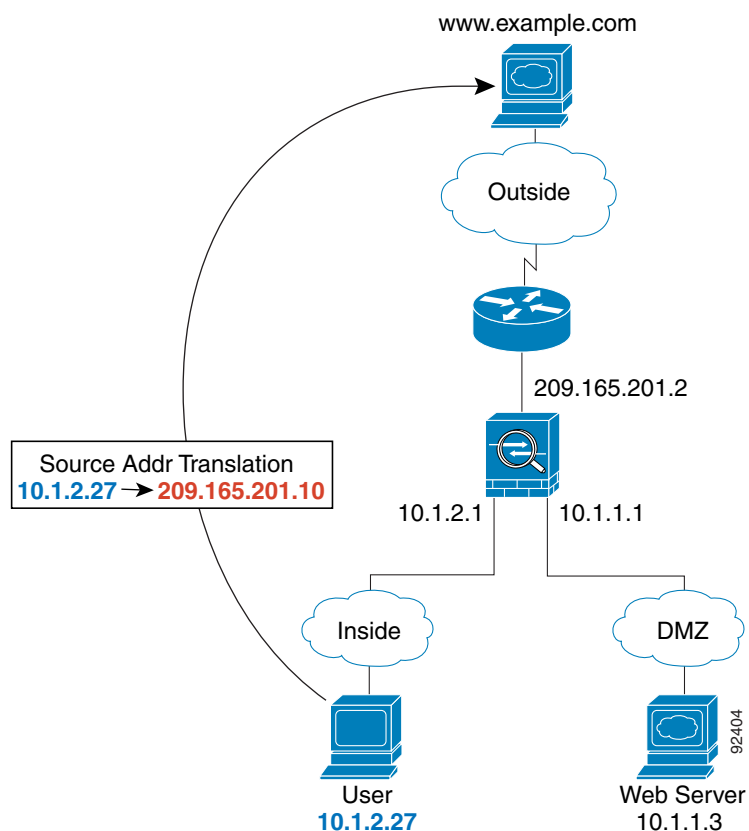 www.example.com
Outside
209.165.201.2
Source Addr Translation
10.1.2.27 → 209.165.201.10
10.1.2.1
10.1.1.1
Inside
DMZ
User
10.1.2.27
Web Server
10.1.1.3
92404